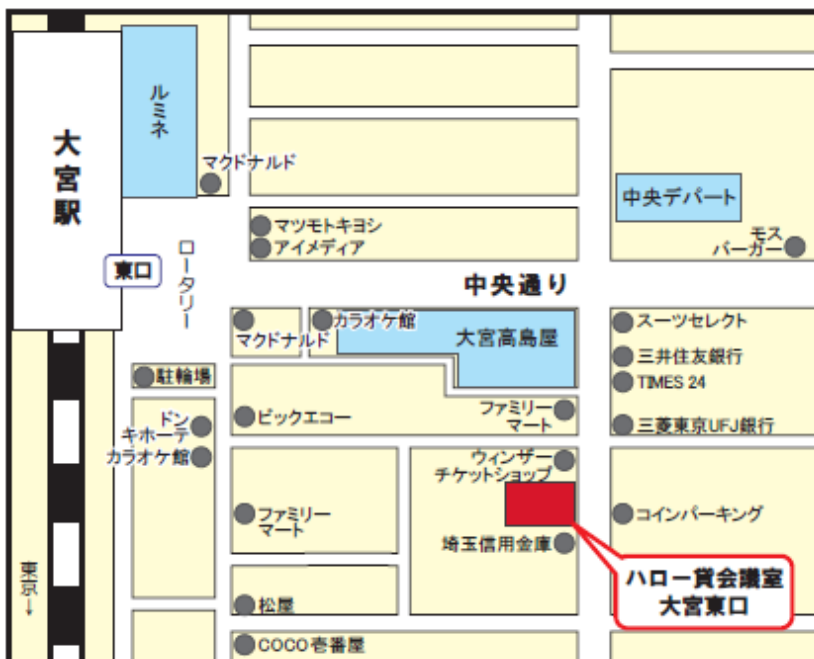 ルミネ
大宮駅
マクドナルド
中央デパート
マツモトキヨシ
アイメディア
モス
バーガー
ロータリー
東口
中央通り
カラオケ館
マクドナルド
大宮高島屋
スーツセレクト
三井住友銀行
TIMES 24
駐輪場
ドン
キホーテ
カラオケ館
ビックエコー
ファミリー
マート
三菱東京UFJ銀行
ウィンザー
チケットショップ
ファミリー
マート
埼玉信用金庫
コインパーキング
東京→
ハロー貸会議室
大宮東口
松屋
COCO壱番屋